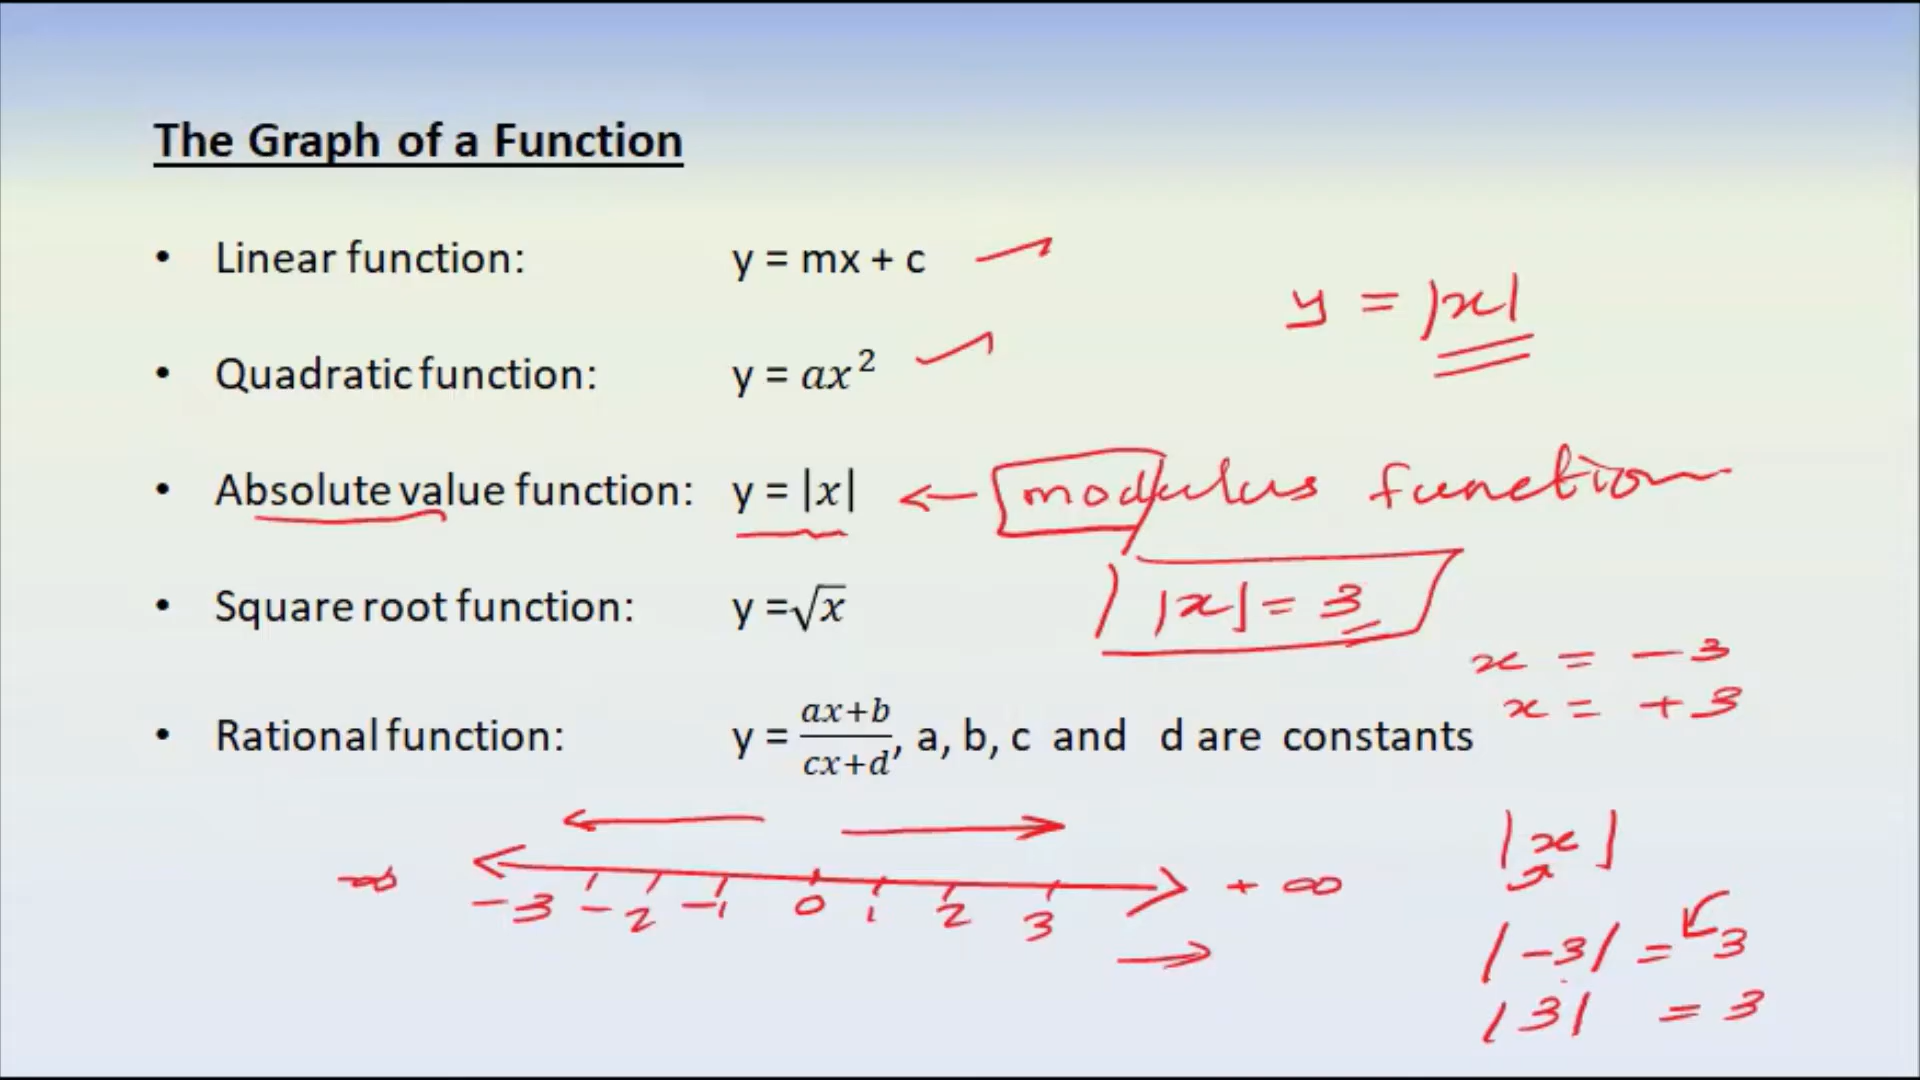 The Graph of a Function
• Linear function: y = mx + c
y = |x|
• Quadratic function: y = ax²
• Absolute value function: y = |x| ← modulus function
• Square root function: y =√x
|x| = 3
x = -3
x = +3
• Rational function: y = (ax+b)/(cx+d), a, b, c and d are constants
|x|
-∞ -3 -2 -1 0 1 2 3 +∞
|-3| = 3
|3| = 3